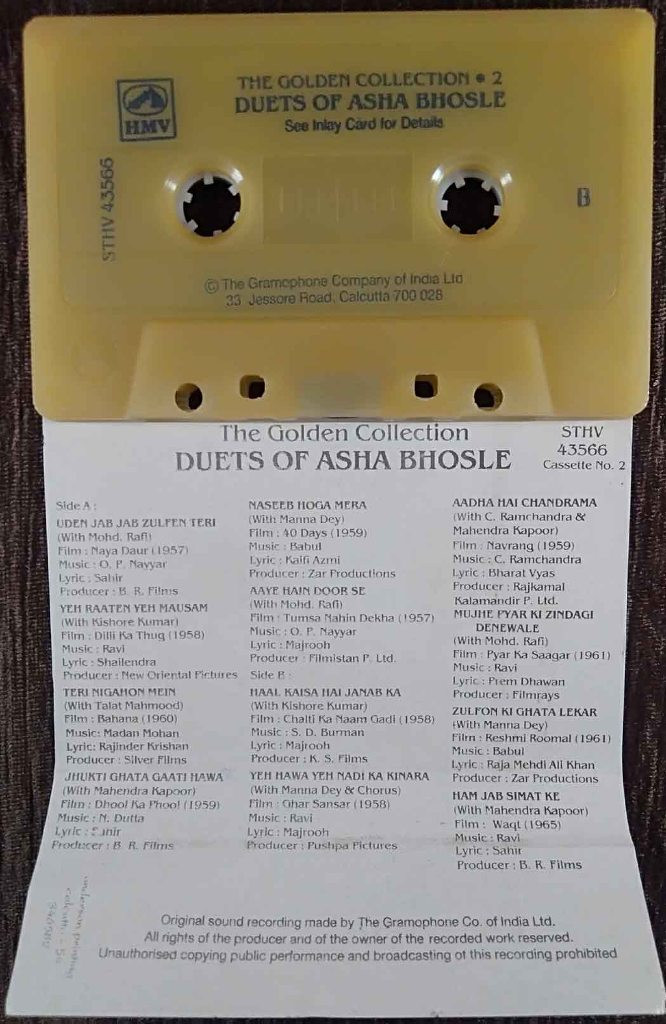 HMV
THE GOLDEN COLLECTION • 2
DUETS OF ASHA BHOSLE
See Inlay Card for Details
STHV 43566
B
© The Gramophone Company of India Ltd
33, Jessore Road, Calcutta 700 028
The Golden Collection
DUETS OF ASHA BHOSLE
STHV
43566
Cassette No. 2
Side A :
UDEN JAB JAB ZULFEN TERI
(With Mohd. Rafi)
Film : Naya Daur (1957)
Music : O. P. Nayyar
Lyric : Sahir
Producer : B. R. Films
YEH RAATEN YEH MAUSAM
(With Kishore Kumar)
Film : Dilli Ka Thug (1958)
Music : Ravi
Lyric : Shailendra
Producer : New Oriental Pictures
TERI NIGAHON MEIN
(With Talat Mahmood)
Film : Bahana (1960)
Music: Madan Mohan
Lyric: Rajinder Krishan
Producer : Silver Films
JHUKTI GHATA GAATI HAWA
(With Mahendra Kapoor)
Film : Dhool Ka Phool (1959)
Music : N. Dutta
Lyric : Sahir
Producer : B. R. Films
NASEEB HOGA MERA
(With Manna Dey)
Film : 40 Days (1959)
Music : Babul
Lyric : Kaifi Azmi
Producer : Zar Productions
AAYE HAIN DOOR SE
(With Mohd. Rafi)
Film : Tumsa Nahin Dekha (1957)
Music : O. P. Nayyar
Lyric : Majrooh
Producer : Filmistan P. Ltd.
Side B :
HAAL KAISA HAI JANAB KA
(With Kishore Kumar)
Film : Chalti Ka Naam Gadi (1958)
Music : S. D. Burman
Lyric : Majrooh
Producer : K. S. Films
YEH HAWA YEH NADI KA KINARA
(With Manna Dey & Chorus)
Film : Ghar Sansar (1958)
Music : Ravi
Lyric : Majrooh
Producer : Pushpa Pictures
AADHA HAI CHANDRAMA
(With C. Ramchandra &
Mahendra Kapoor)
Film : Navrang (1959)
Music : C. Ramchandra
Lyric : Bharat Vyas
Producer : Rajkamal
Kalamandir P. Ltd.
MUJHE PYAR KI ZINDAGI
DENEWALE
(With Mohd. Rafi)
Film : Pyar Ka Saagar (1961)
Music : Ravi
Lyric : Prem Dhawan
Producer : Filmrays
ZULFON KI GHATA LEKAR
(With Manna Dey)
Film : Reshmi Roomal (1961)
Music : Babul
Lyric : Raja Mehdi Ali Khan
Producer : Zar Productions
HAM JAB SIMAT KE
(With Mahendra Kapoor)
Film : Waqt (1965)
Music : Ravi
Lyric : Sahir
Producer : B. R. Films
Original sound recording made by The Gramophone Co. of India Ltd.
All rights of the producer and of the owner of the recorded work reserved.
Unauthorised copying public performance and broadcasting of this recording prohibited